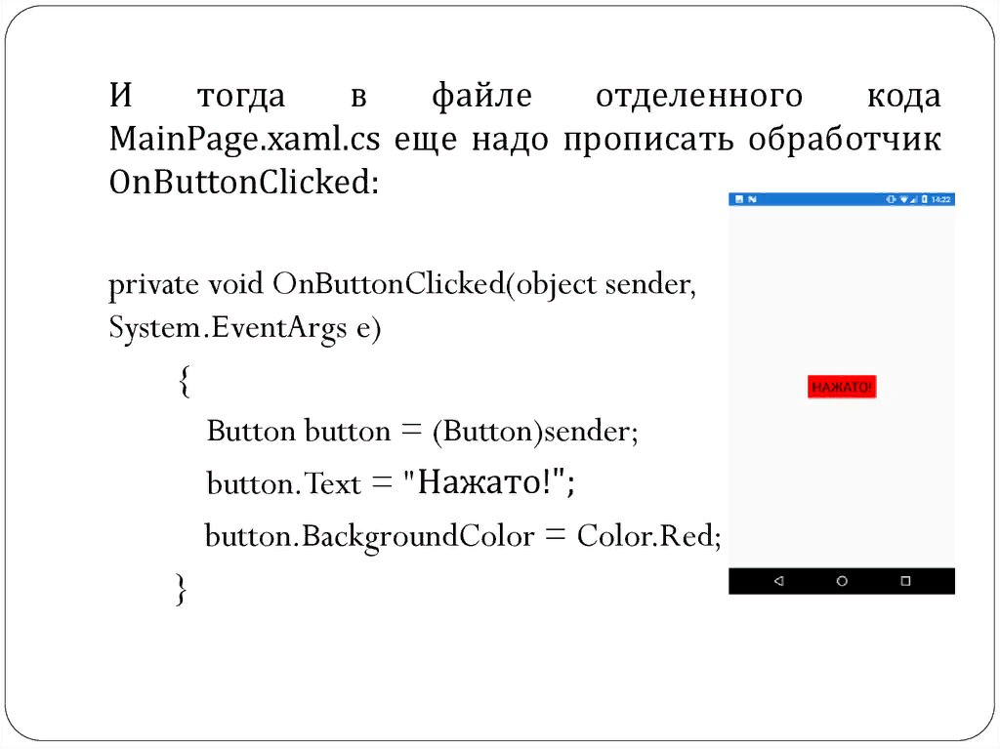 И тогда в файле отделенного кода
MainPage.xaml.cs еще надо прописать обработчик
OnButtonClicked:
14:22
private void OnButtonClicked(object sender,
System.EventArgs e)
{
НАЖАТО!
Button button = (Button)sender;
button.Text = "Нажато!";
button.BackgroundColor = Color.Red;
}